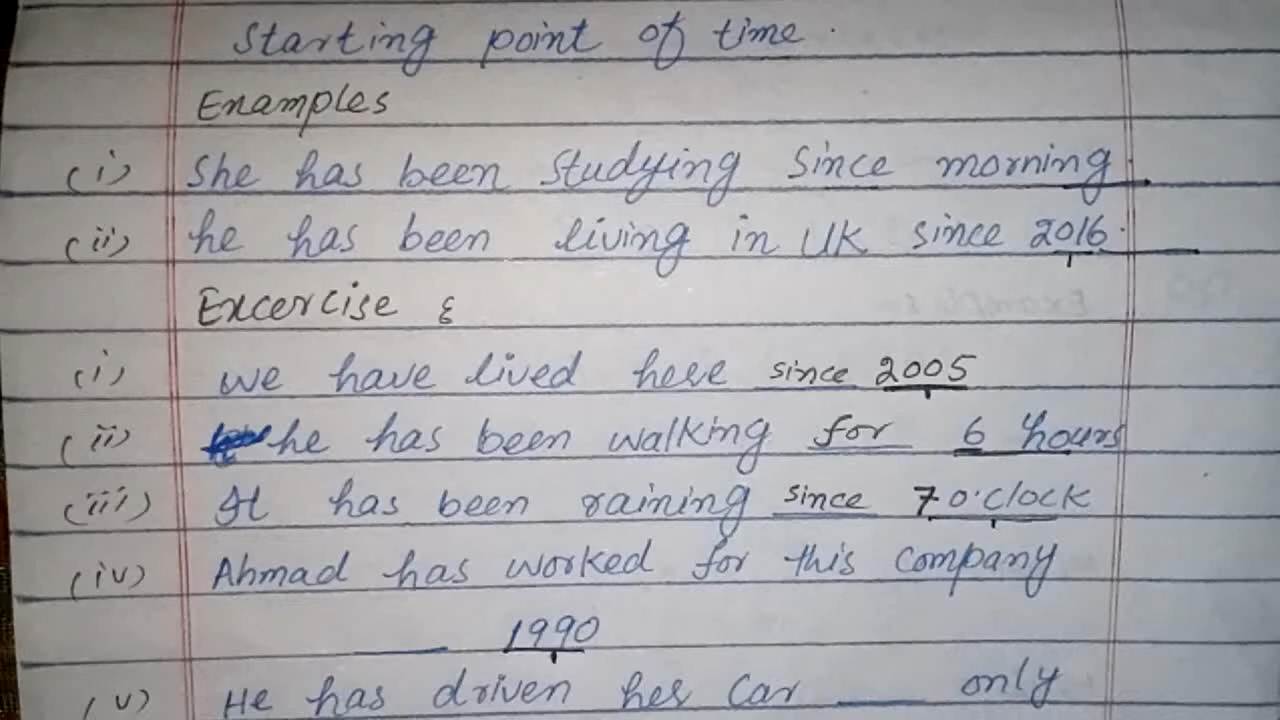 Starting point of time.
Examples
(i) She has been studying since morning.
(ii) he has been living in UK since 2016.
Excercise :
(i) we have lived here since 2005
(ii) he has been walking for 6 hours
(iii) It has been raining since 7 o'clock
(iv) Ahmad has worked for this company
____ 1990
(v) He has driven her car ____ only